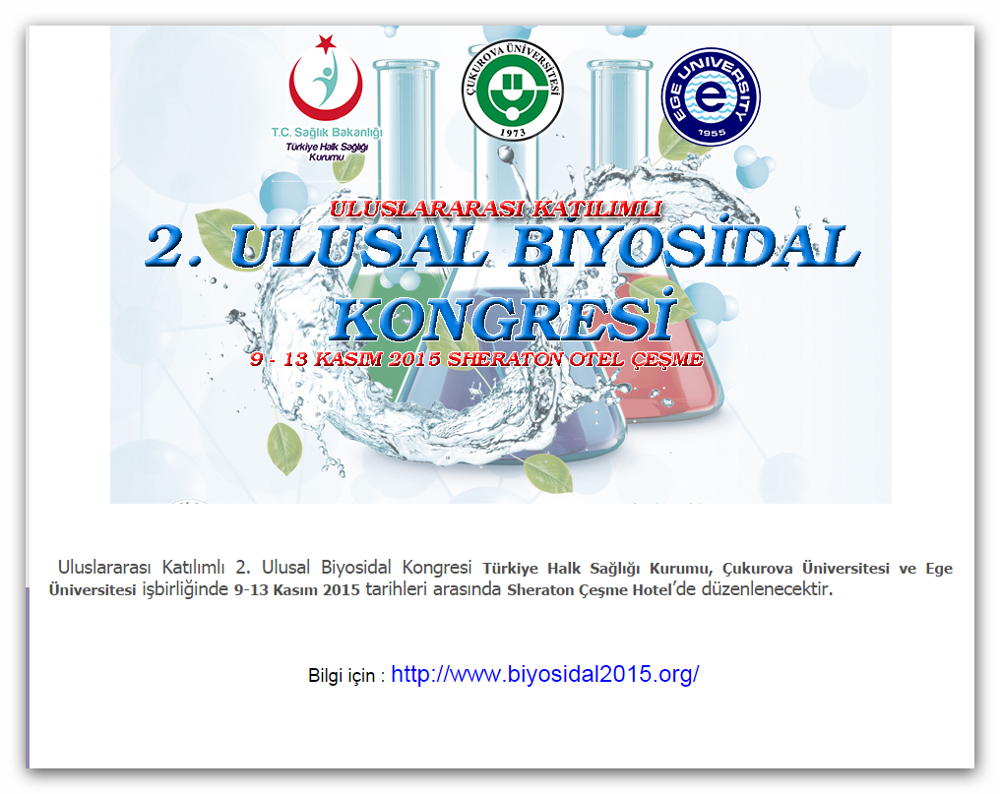 T.C. Sağlık Bakanlığı
Türkiye Halk Sağlığı
Kurumu
ÇUKUROVA ÜNİVERSİTESİ
1973
EGE UNIVERSITY
e
1955
ULUSLARARASI KATILIMLI
2. ULUSAL BİYOSİDAL
KONGRESİ
9 - 13 KASIM 2015 SHERATON OTEL ÇEŞME
Uluslararası Katılımlı 2. Ulusal Biyosidal Kongresi Türkiye Halk Sağlığı Kurumu, Çukurova Üniversitesi ve Ege
Üniversitesi işbirliğinde 9-13 Kasım 2015 tarihleri arasında Sheraton Çeşme Hotel'de düzenlenecektir.
Bilgi için : http://www.biyosidal2015.org/